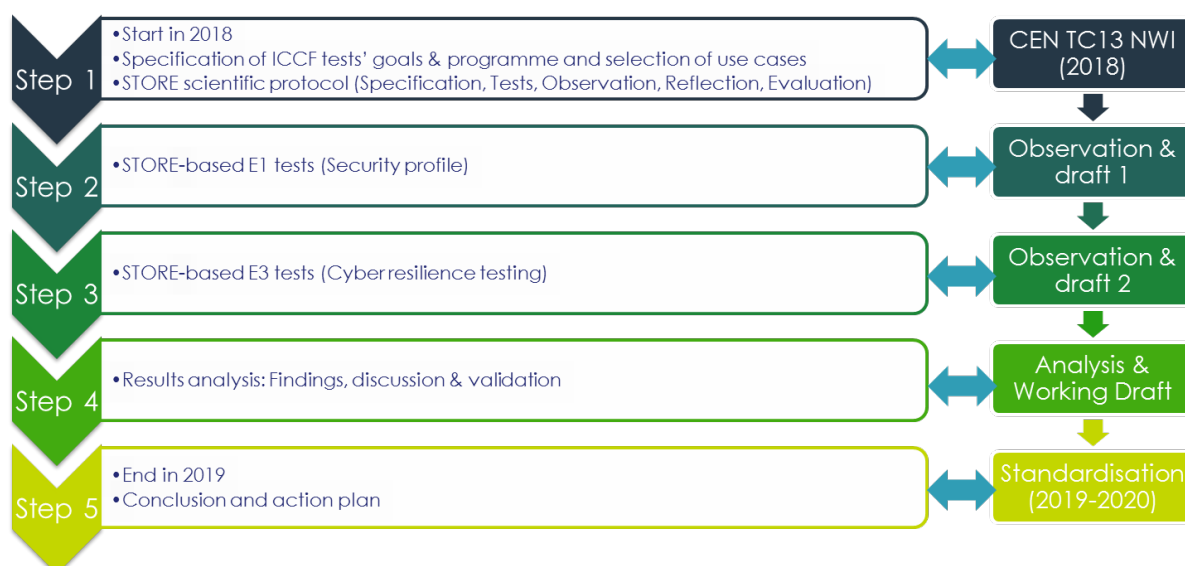 Step 1
•Start in 2018
•Specification of ICCF tests' goals & programme and selection of use cases
•STORE scientific protocol (Specification, Tests, Observation, Reflection, Evaluation)
CEN TC13 NWI
(2018)
Step 2
•STORE-based E1 tests (Security profile)
Observation &
draft 1
Step 3
•STORE-based E3 tests (Cyber resilience testing)
Observation &
draft 2
Step 4
•Results analysis: Findings, discussion & validation
Analysis &
Working Draft
Step 5
•End in 2019
•Conclusion and action plan
Standardisation
(2019-2020)